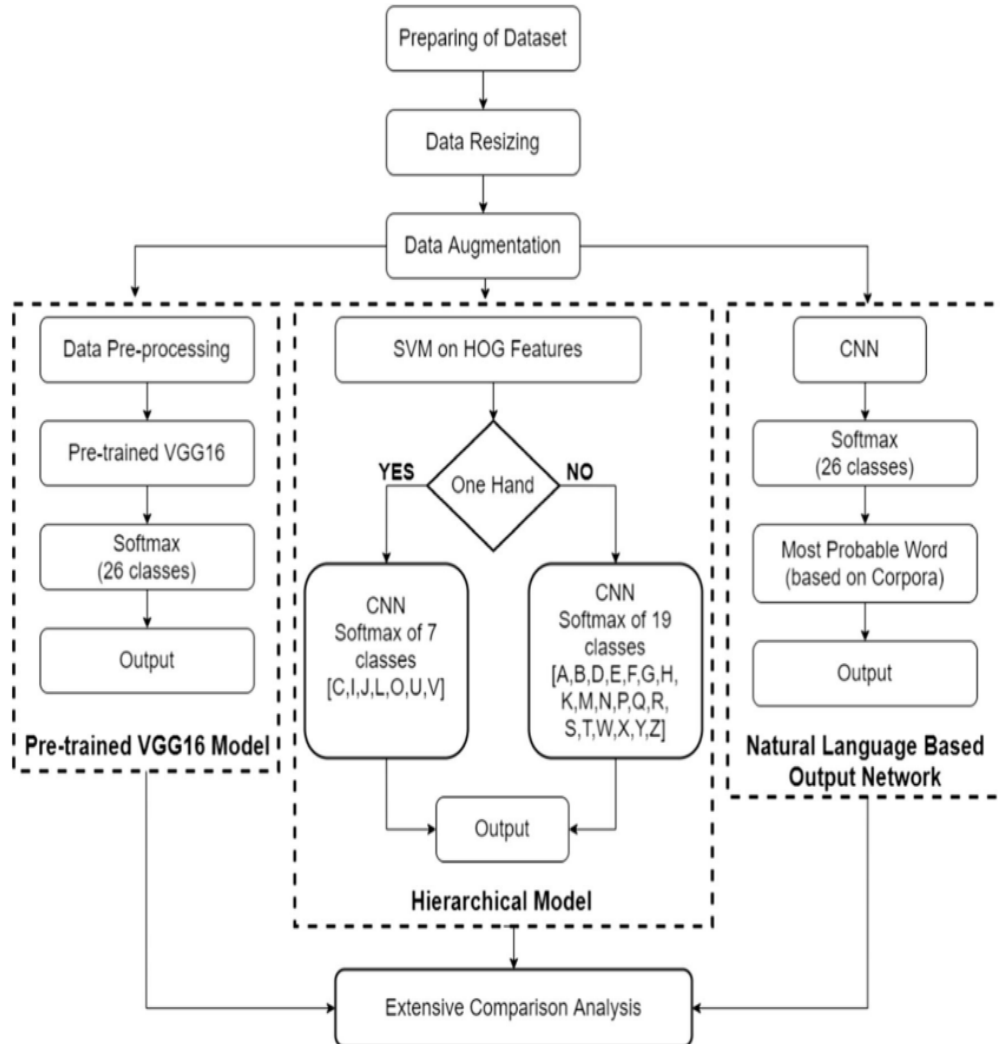 Preparing of Dataset
Data Resizing
Data Augmentation
Data Pre-processing
Pre-trained VGG16
Softmax
(26 classes)
Output
Pre-trained VGG16 Model
SVM on HOG Features
One Hand
YES
NO
CNN
Softmax of 7
classes
[C,I,J,L,O,U,V]
CNN
Softmax of 19
classes
[A,B,D,E,F,G,H,
K,M,N,P,Q,R,
S,T,W,X,Y,Z]
Output
Hierarchical Model
CNN
Softmax
(26 classes)
Most Probable Word
(based on Corpora)
Output
Natural Language Based
Output Network
Extensive Comparison Analysis